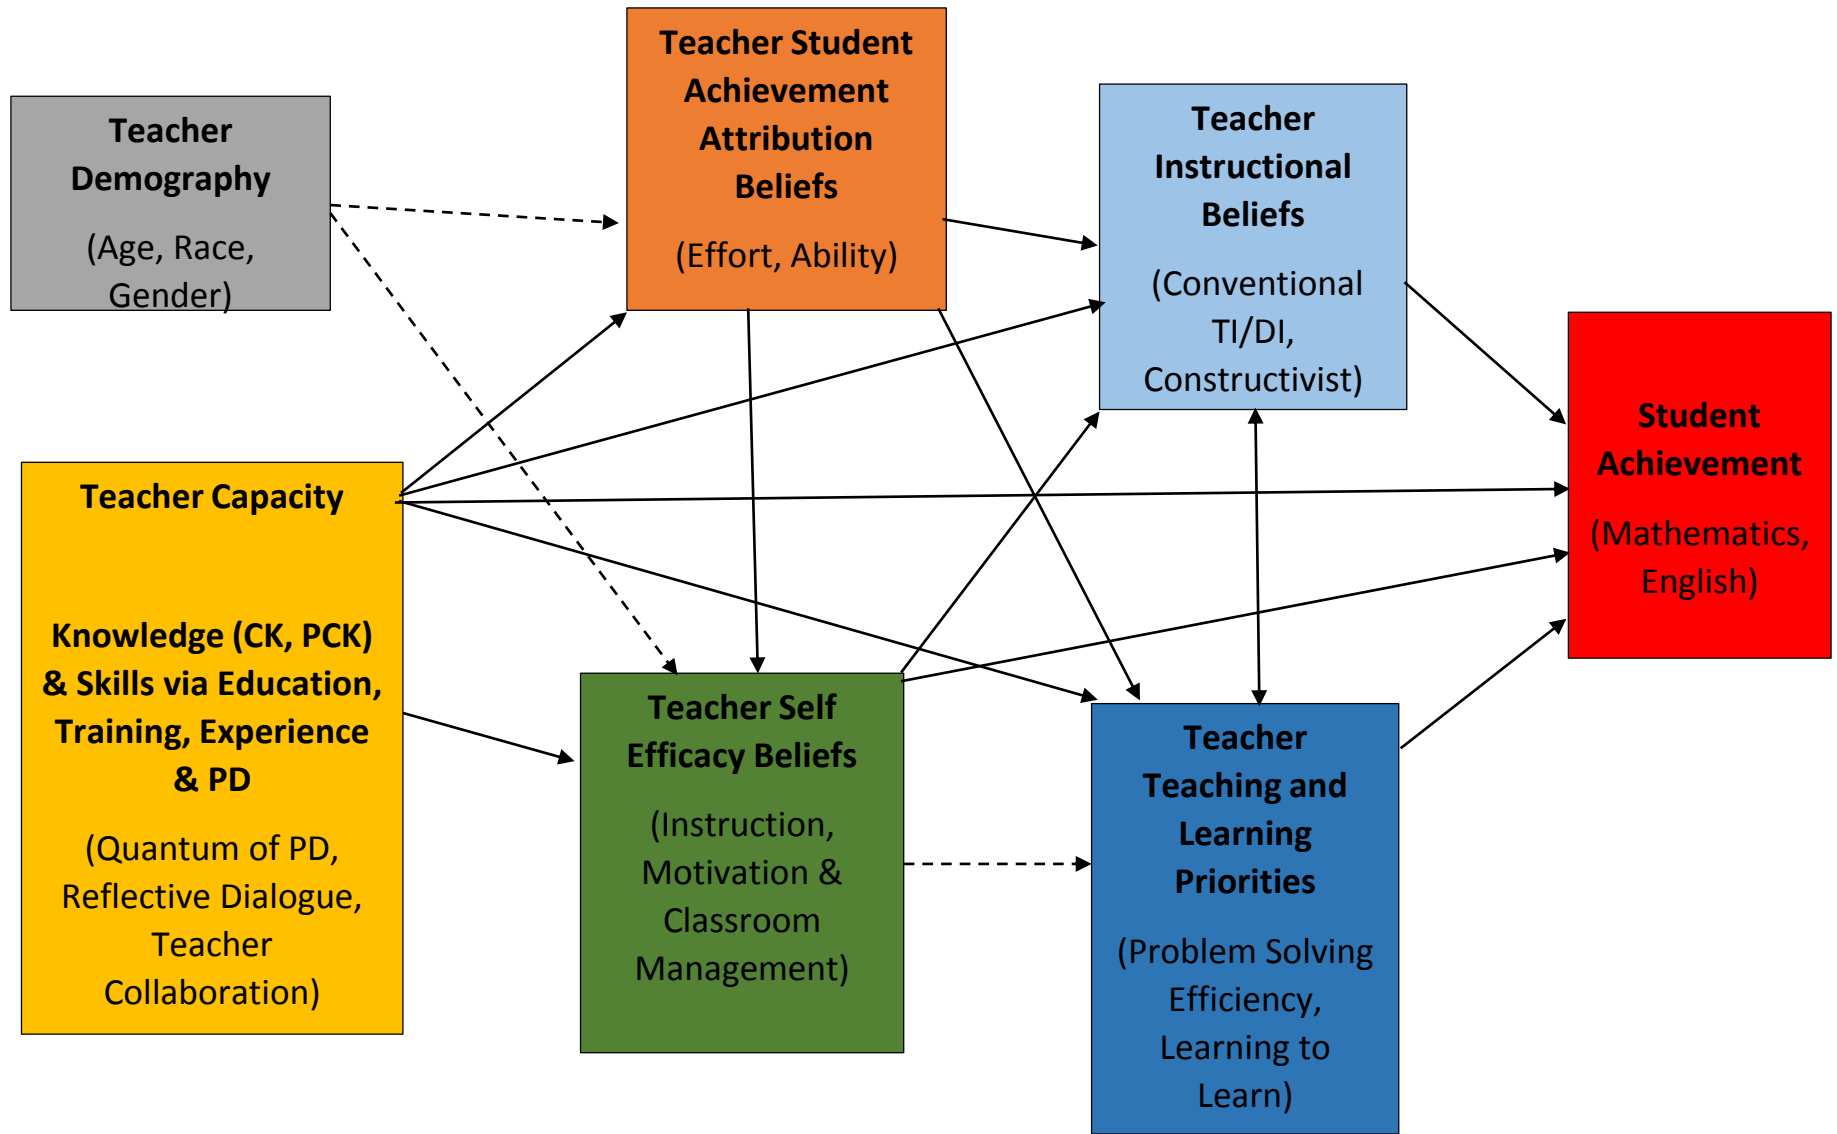 Teacher
Demography
(Age, Race,
Gender)
Teacher Student
Achievement
Attribution
Beliefs
(Effort, Ability)
Teacher
Instructional
Beliefs
(Conventional
TI/DI,
Constructivist)
Student
Achievement
(Mathematics,
English)
Teacher Capacity
Knowledge (CK, PCK)
& Skills via Education,
Training, Experience
& PD
(Quantum of PD,
Reflective Dialogue,
Teacher
Collaboration)
Teacher Self
Efficacy Beliefs
(Instruction,
Motivation &
Classroom
Management)
Teacher
Teaching and
Learning
Priorities
(Problem Solving
Efficiency,
Learning to
Learn)